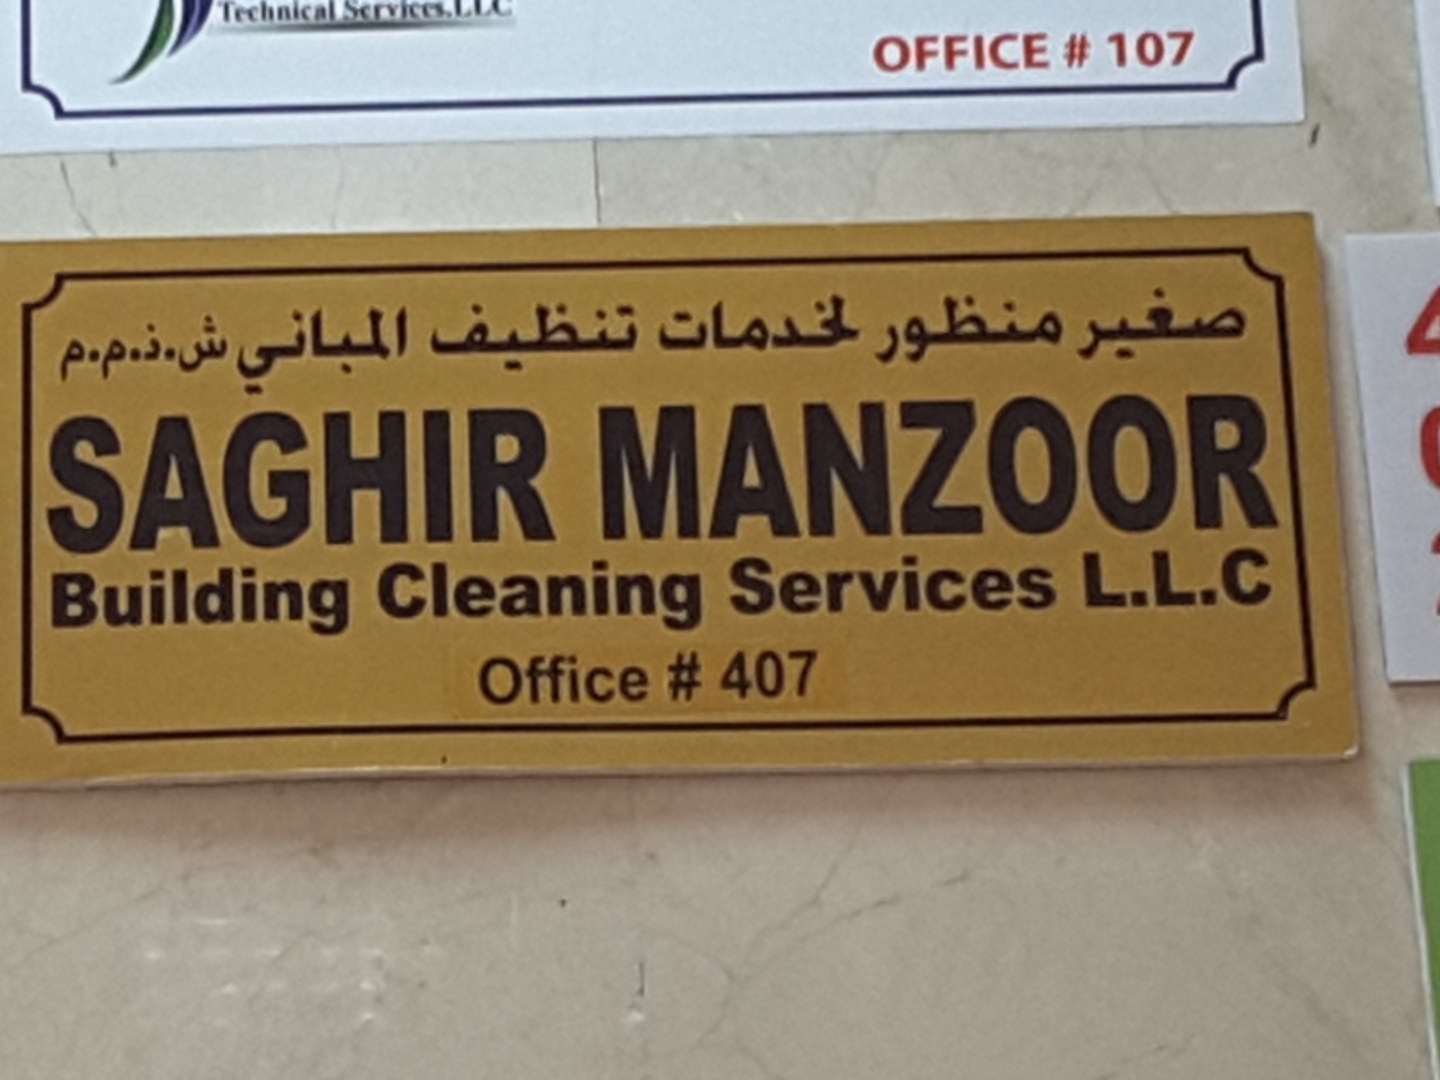 Technical Services.LLC
OFFICE # 107
صغير منظور لخدمات تنظيف المباني ش.ذ.م.م
SAGHIR MANZOOR
Building Cleaning Services L.L.C
Office # 407